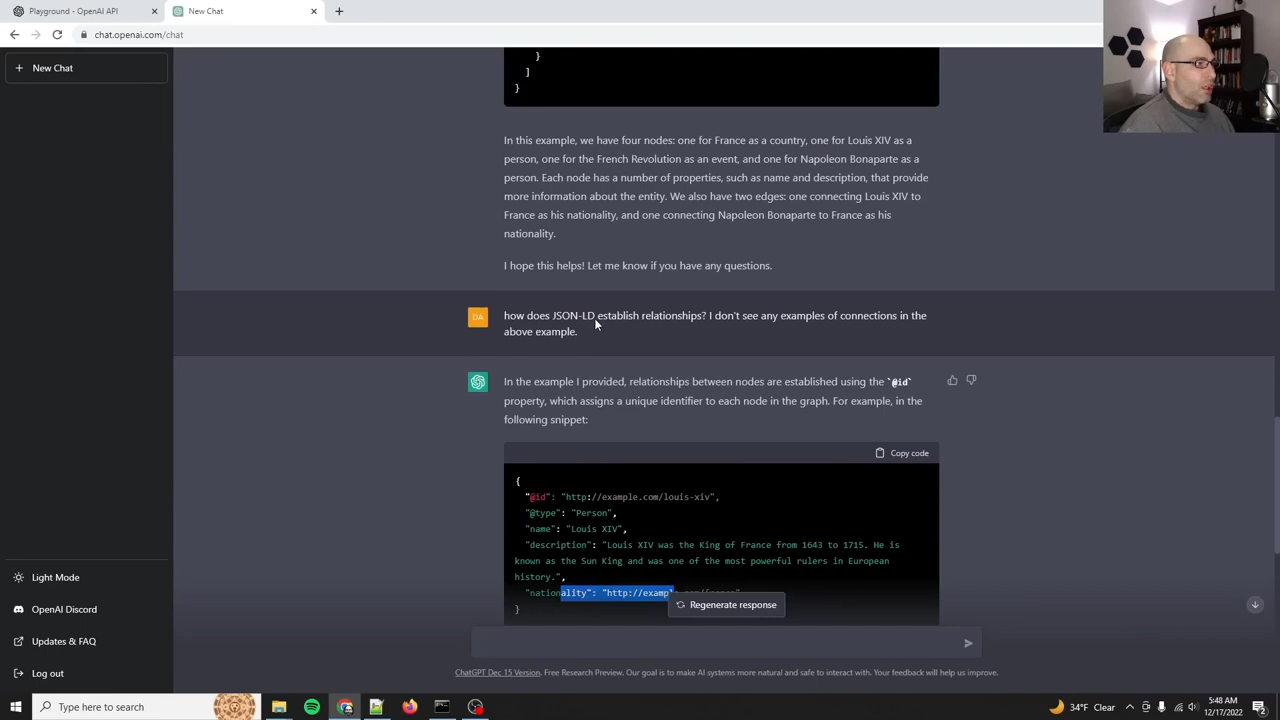 Playground - OpenAI API
New Chat
chat.openai.com/chat
New Chat
}
]
}
In this example, we have four nodes: one for France as a country, one for Louis XIV as a
person, one for the French Revolution as an event, and one for Napoleon Bonaparte as a
person. Each node has a number of properties, such as name and description, that provide
more information about the entity. We also have two edges: one connecting Louis XIV to
France as his nationality, and one connecting Napoleon Bonaparte to France as his
nationality.
I hope this helps! Let me know if you have any questions.
DA
how does JSON-LD establish relationships? I don't see any examples of connections in the
above example.
In the example I provided, relationships between nodes are established using the `@id`
property, which assigns a unique identifier to each node in the graph. For example, in the
following snippet:
Copy code
{
"@id": "http://example.com/louis-xiv",
"@type": "Person",
"name": "Louis XIV",
"description": "Louis XIV was the King of France from 1643 to 1715. He is
known as the Sun King and was one of the most powerful rulers in European
history.",
"nationality": "http://example.com/france"
}
Regenerate response
Light Mode
OpenAI Discord
Updates & FAQ
Log out
ChatGPT Dec 15 Version. Free Research Preview. Our goal is to make AI systems more natural and safe to interact with. Your feedback will help us improve.
Type here to search
34°F Clear
5:48 AM
12/17/2022
2